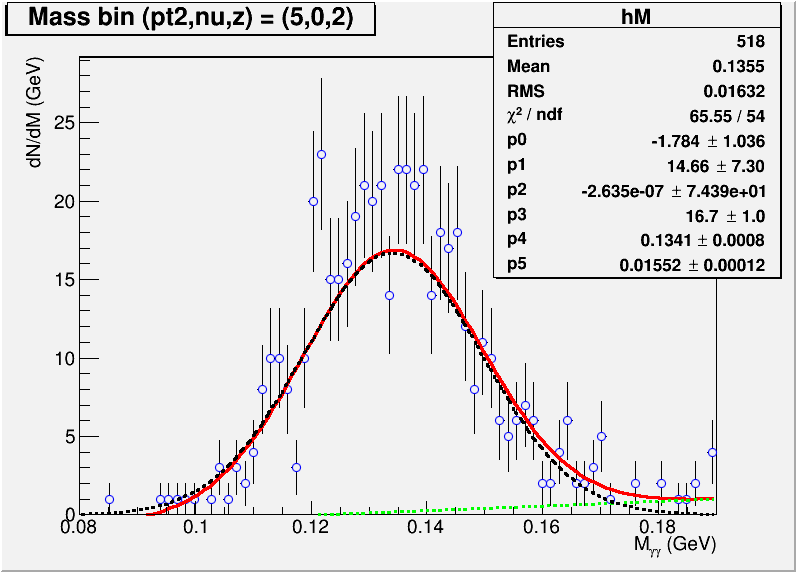 Mass bin (pt2,nu,z) = (5,0,2)
hM
Entries 518
Mean 0.1355
RMS 0.01632
χ² / ndf 65.55 / 54
p0 -1.784 ± 1.036
p1 14.66 ± 7.30
p2 -2.635e-07 ± 7.439e+01
p3 16.7 ± 1.0
p4 0.1341 ± 0.0008
p5 0.01552 ± 0.00012
dN/dM (GeV)
25
20
15
10
5
0
0.08 0.1 0.12 0.14 0.16 0.18
Mγγ (GeV)